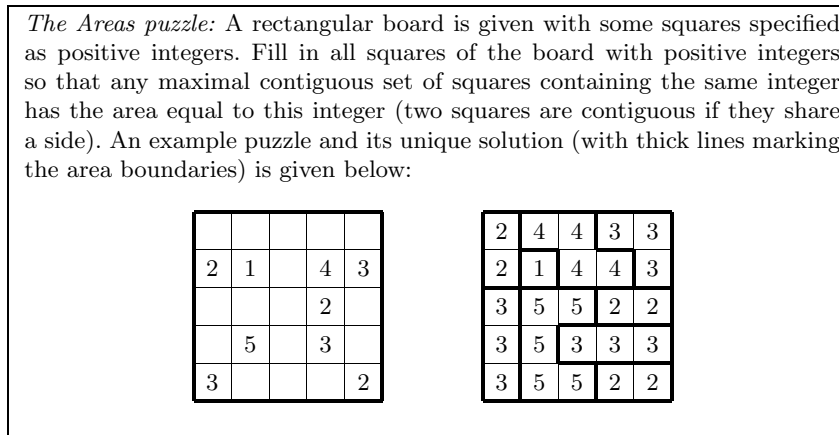 The Areas puzzle: A rectangular board is given with some squares specified
as positive integers. Fill in all squares of the board with positive integers
so that any maximal contiguous set of squares containing the same integer
has the area equal to this integer (two squares are contiguous if they share
a side). An example puzzle and its unique solution (with thick lines marking
the area boundaries) is given below:
2 1 4 3
2
5 3
3 2
2 4 4 3 3
2 1 4 4 3
3 5 5 2 2
3 5 3 3 3
3 5 5 2 2